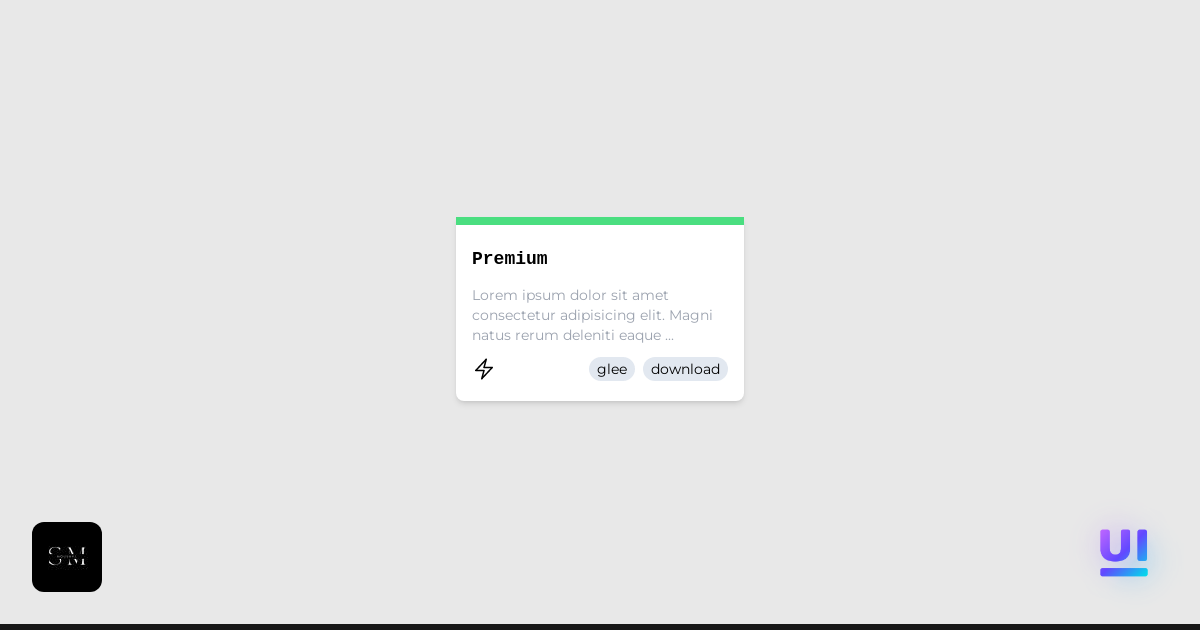 Premium
Lorem ipsum dolor sit amet
consectetur adipisicing elit. Magni
natus rerum deleniti eaque ...
glee download
SM
UI